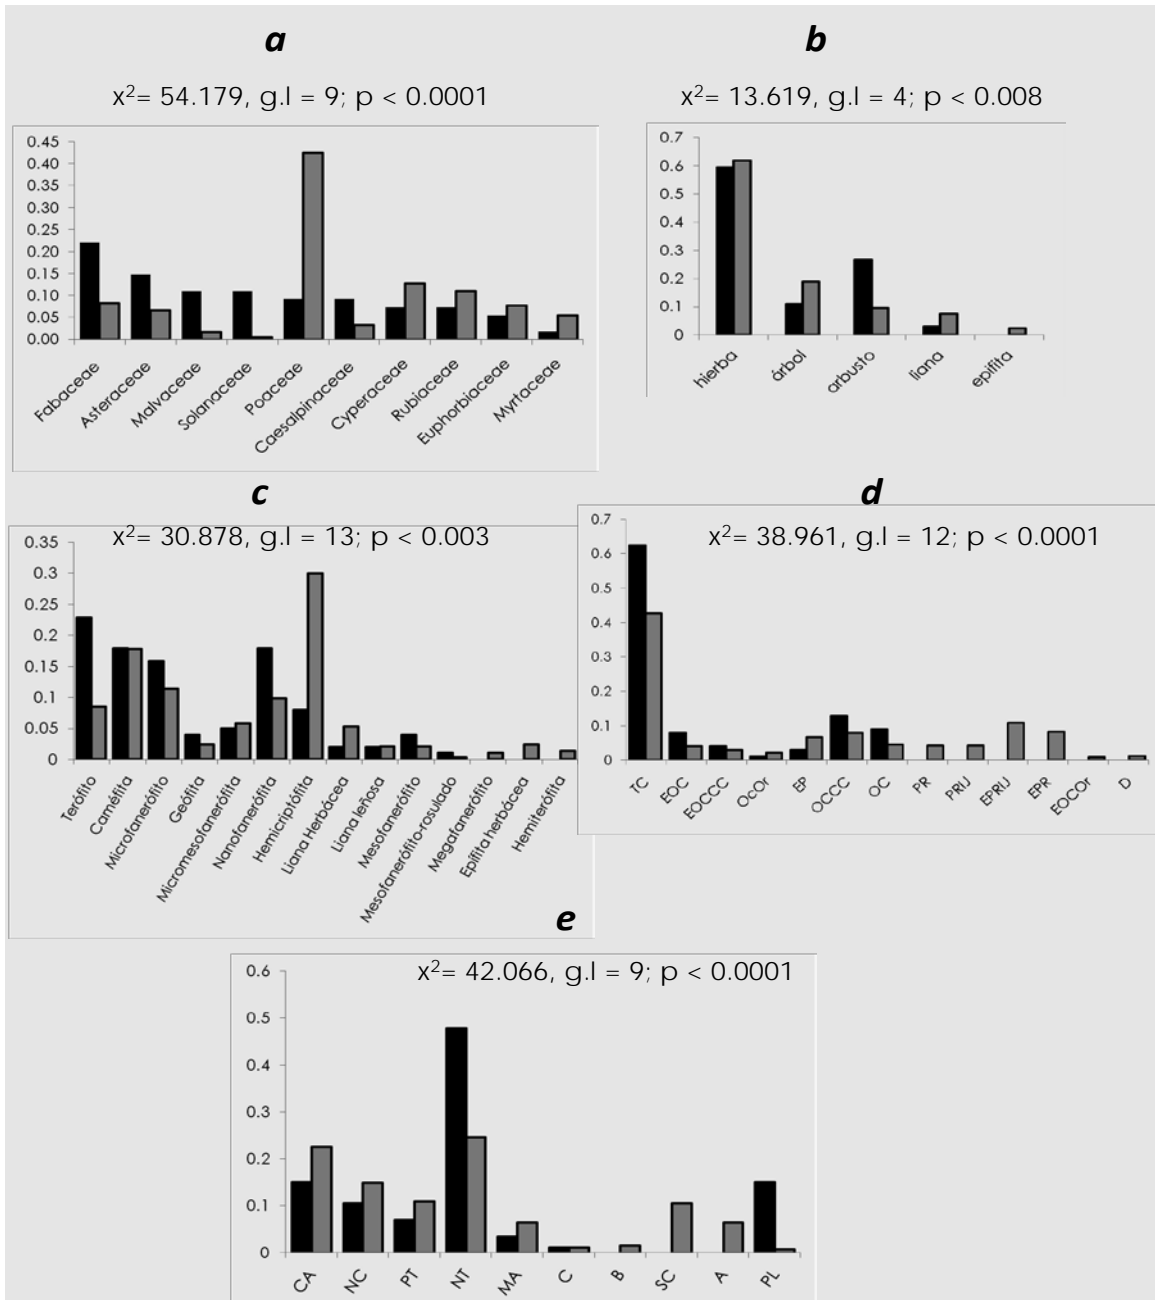 a
x²= 54.179, g.l = 9; p < 0.0001
0.45
0.40
0.35
0.30
0.25
0.20
0.15
0.10
0.05
0.00
Fabaceae
Asteraceae
Malvaceae
Solanaceae
Poaceae
Caesalpinaceae
Cyperaceae
Rubiaceae
Euphorbiaceae
Myrtaceae
b
x²= 13.619, g.l = 4; p < 0.008
0.7
0.6
0.5
0.4
0.3
0.2
0.1
0
hierba
árbol
arbusto
liana
epífita
c
x²= 30.878, g.l = 13; p < 0.003
0.35
0.3
0.25
0.2
0.15
0.1
0.05
0
Terófito
Caméfita
Microfanerófito
Geófita
Micromesofanerófita
Nanofanerófita
Hemicriptófita
Liana Herbácea
Liana leñosa
Mesofanerófito
Mesofanerófito-rosulado
Megafanerófito
Epífita herbácea
Hemiterófita
d
x²= 38.961, g.l = 12; p < 0.0001
0.7
0.6
0.5
0.4
0.3
0.2
0.1
0
TC
EOC
EOCCC
OcOr
EP
OCCC
OC
PR
PRIJ
EPRIJ
EPR
EOCOr
D
e
x²= 42.066, g.l = 9; p < 0.0001
0.6
0.5
0.4
0.3
0.2
0.1
0
CA
NC
PT
NT
MA
C
B
SC
A
PL